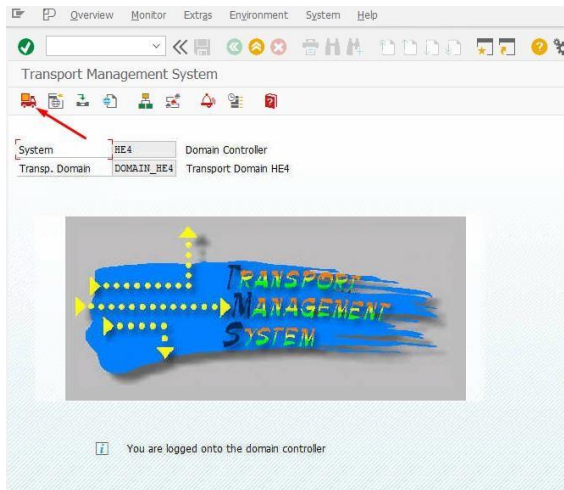 Overview Monitor Extras Environment System Help
Transport Management System
System HE4 Domain Controller
Transp. Domain DOMAIN_HE4 Transport Domain HE4
TRANSPORT
MANAGEMENT
SYSTEM
You are logged onto the domain controller